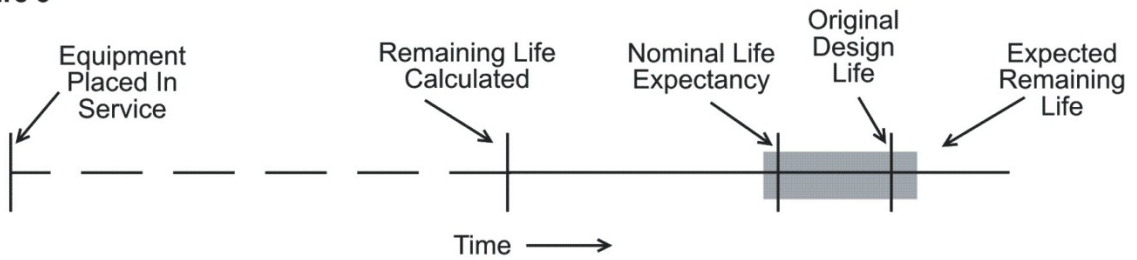 Equipment
Placed In
Service
Remaining Life
Calculated
Nominal Life
Expectancy
Original
Design
Life
Expected
Remaining
Life
Time